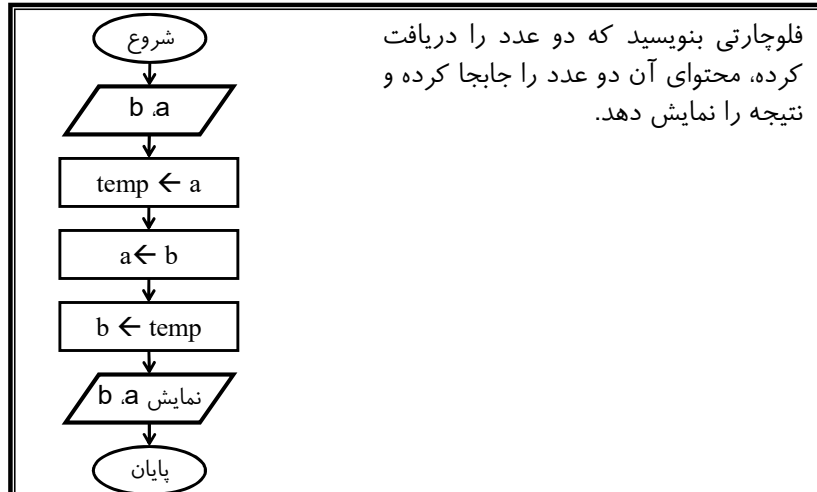 فلوچارتی بنویسید که دو عدد را دریافت
کرده، محتوای آن دو عدد را جابجا کرده و
نتیجه را نمایش دهد.
شروع
b ،a
temp ← a
a← b
b ← temp
نمایش b ،a
پایان